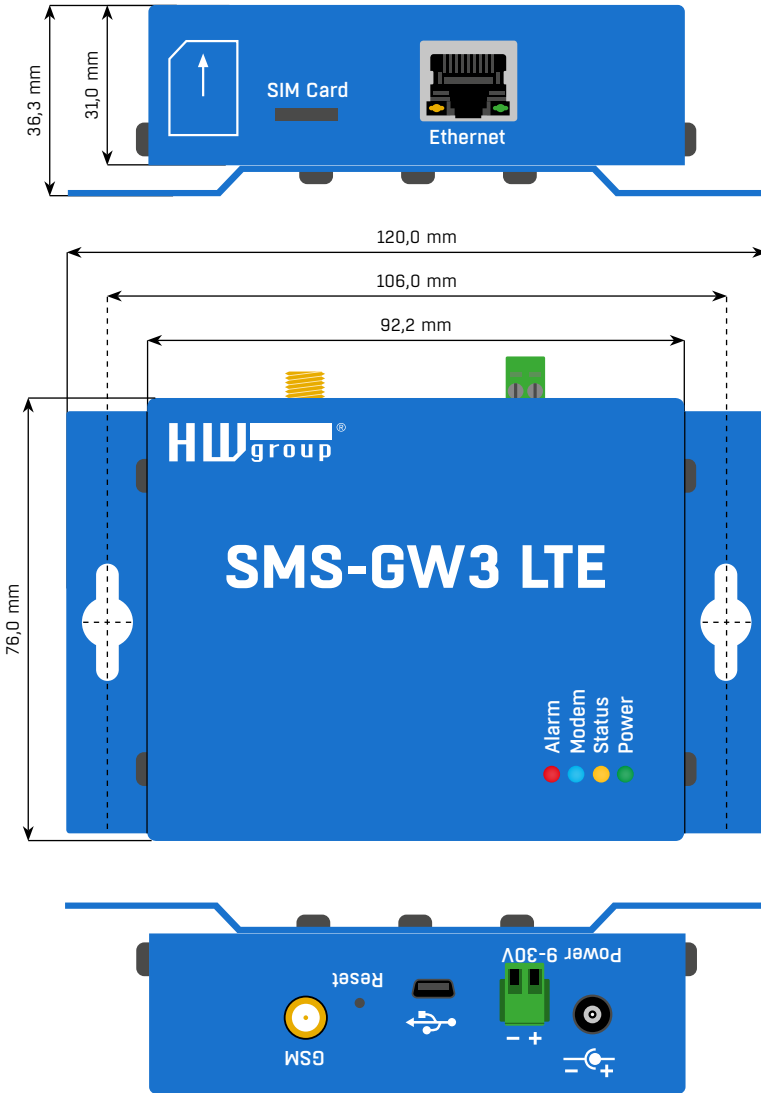 36,3 mm
31,0 mm
SIM Card
Ethernet
120,0 mm
106,0 mm
92,2 mm
HW group ®
SMS-GW3 LTE
76,0 mm
Alarm
Modem
Status
Power
Power 9-30V
Reset
GSM
- +
- +